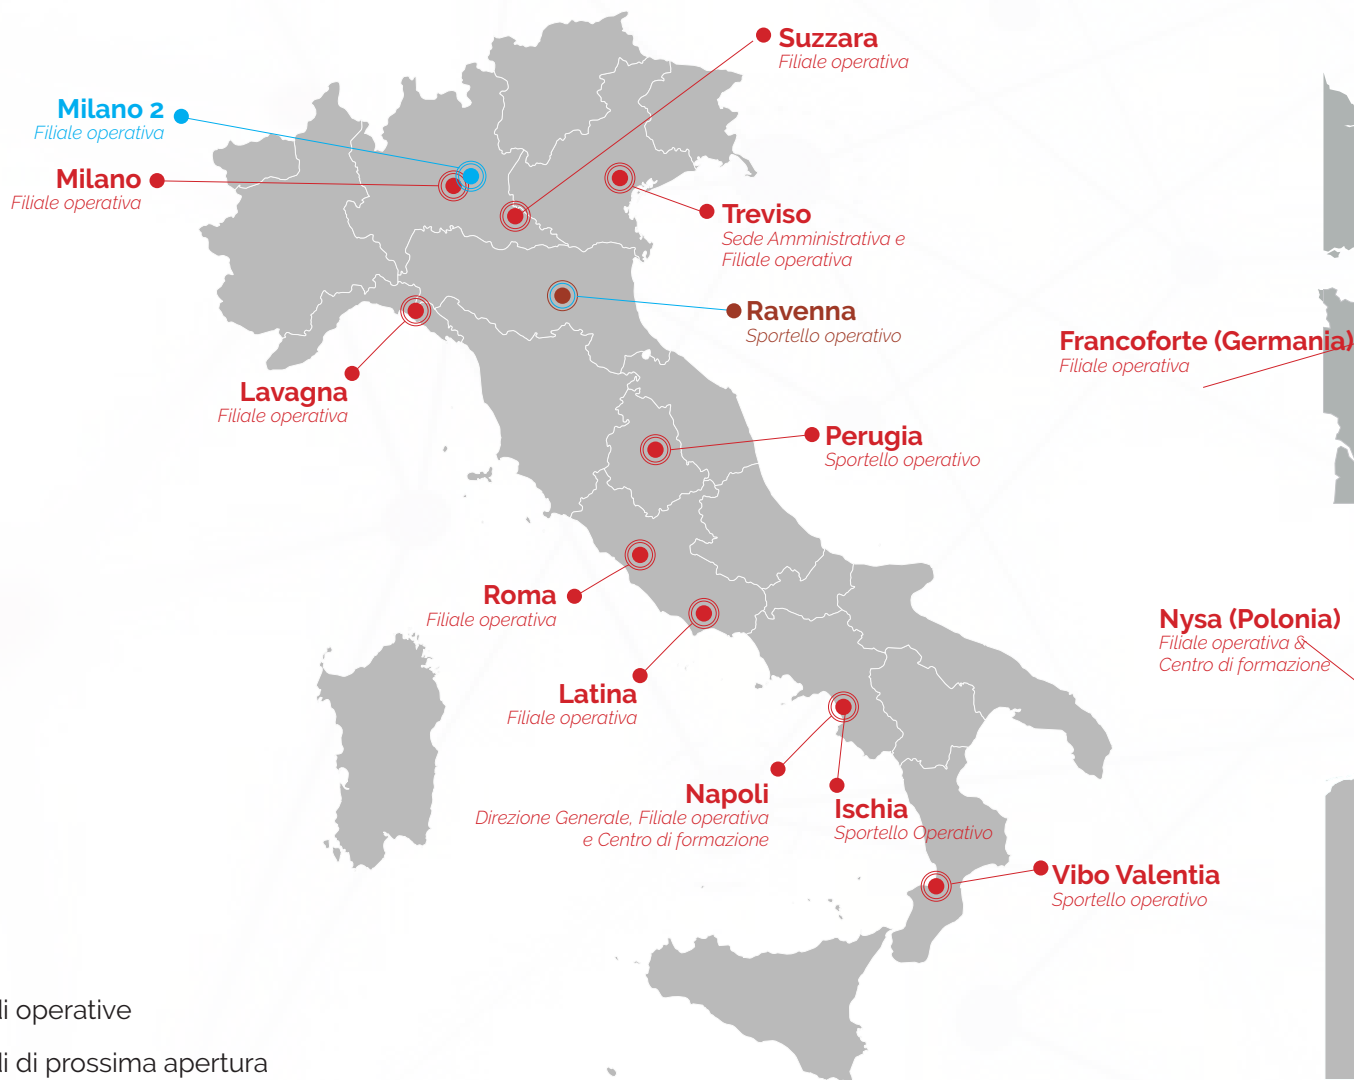 Suzzara
Filiale operativa
Milano 2
Filiale operativa
Milano
Filiale operativa
Treviso
Sede Amministrativa e
Filiale operativa
Ravenna
Sportello operativo
Francoforte (Germania)
Filiale operativa
Lavagna
Filiale operativa
Perugia
Sportello operativo
Roma
Filiale operativa
Nysa (Polonia)
Filiale operativa &
Centro di formazione
Latina
Filiale operativa
Napoli
Direzione Generale, Filiale operativa
e Centro di formazione
Ischia
Sportello Operativo
Vibo Valentia
Sportello operativo
di operative
di di prossima apertura